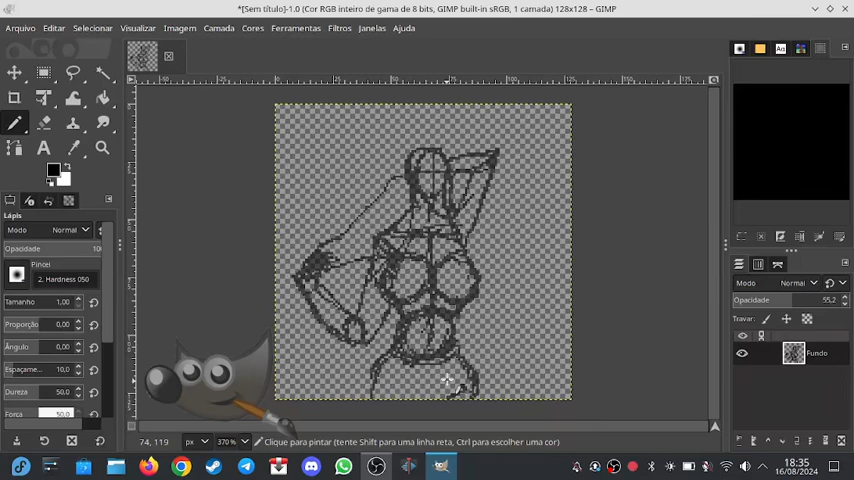 *[Sem título]-1.0 (Cor RGB inteiro de gama de 8 bits, GIMP built-in sRGB, 1 camada) 128x128 – GIMP
Arquivo Editar Selecionar Visualizar Imagem Camada Cores Ferramentas Filtros Janelas Ajuda
Lápis
Modo Normal
Opacidade 100
Pincel
2. Hardness 050
Tamanho 1,00
Proporção 0,00
Ângulo 0,00
Espaçame... 10,0
Dureza 50,0
Força 50,0
Modo Normal
Opacidade 55,2
Travar:
Fundo
74, 119 px 370% Clique para pintar (tente Shift para uma linha reta, Ctrl para escolher uma cor)
18:35
16/08/2024